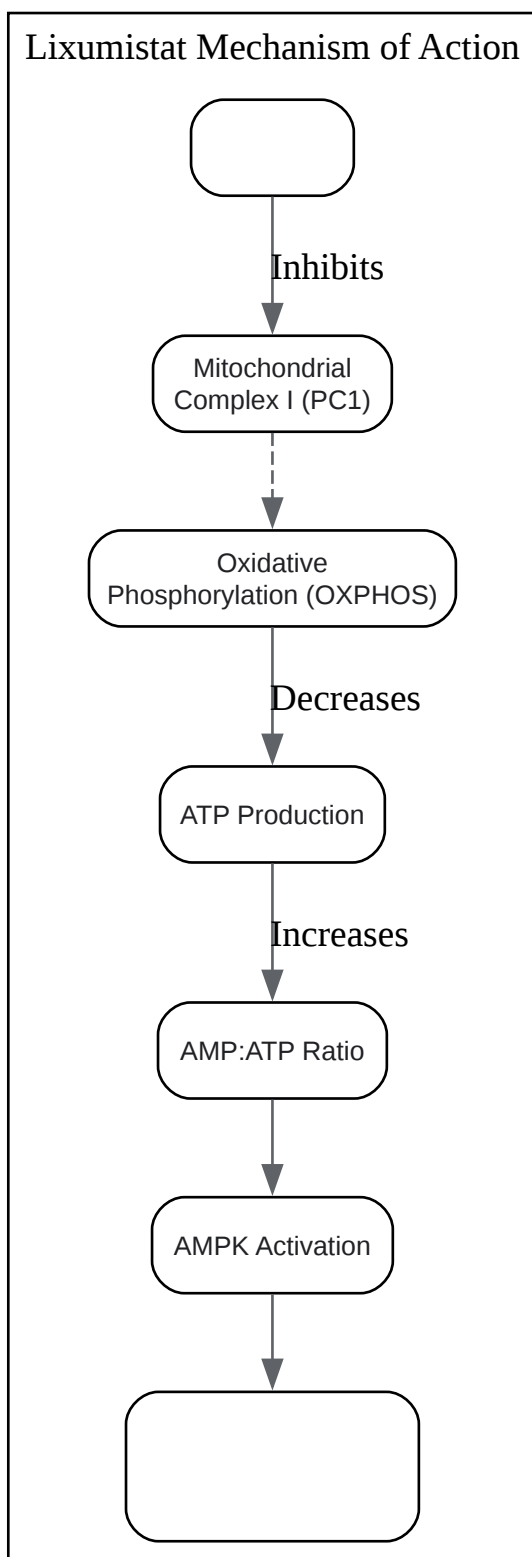 Lixumistat Mechanism of Action
Inhibits
Mitochondrial
Complex I (PC1)
Oxidative
Phosphorylation (OXPHOS)
Decreases
ATP Production
Increases
AMP:ATP Ratio
AMPK Activation